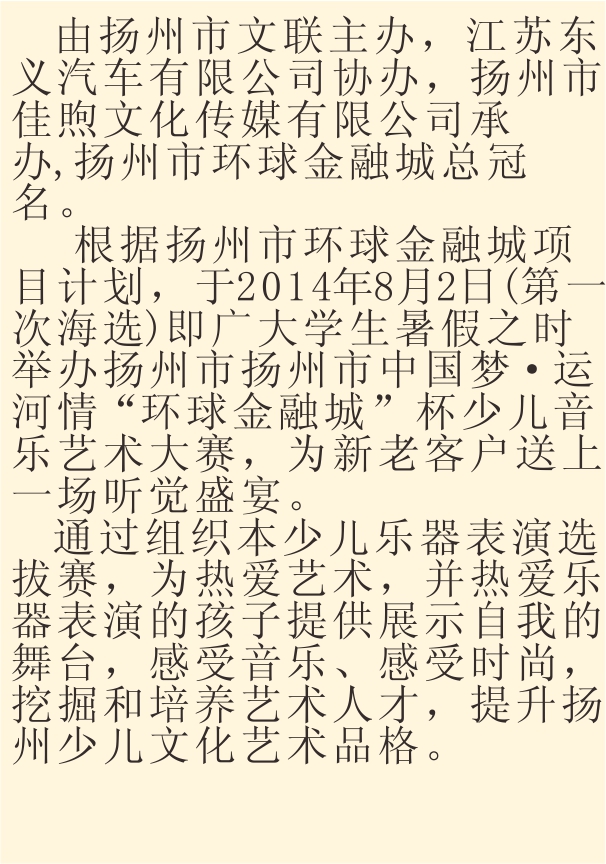 由扬州市文联主办，江苏东
义汽车有限公司协办，扬州市
佳煦文化传媒有限公司承
办,扬州市环球金融城总冠
名。
根据扬州市环球金融城项
目计划，于2014年8月2日(第一
次海选)即广大学生暑假之时
举办扬州市扬州市中国梦·运
河情“环球金融城”杯少儿音
乐艺术大赛，为新老客户送上
一场听觉盛宴。
通过组织本少儿乐器表演选
拔赛，为热爱艺术，并热爱乐
器表演的孩子提供展示自我的
舞台，感受音乐、感受时尚，
挖掘和培养艺术人才，提升扬
州少儿文化艺术品格。